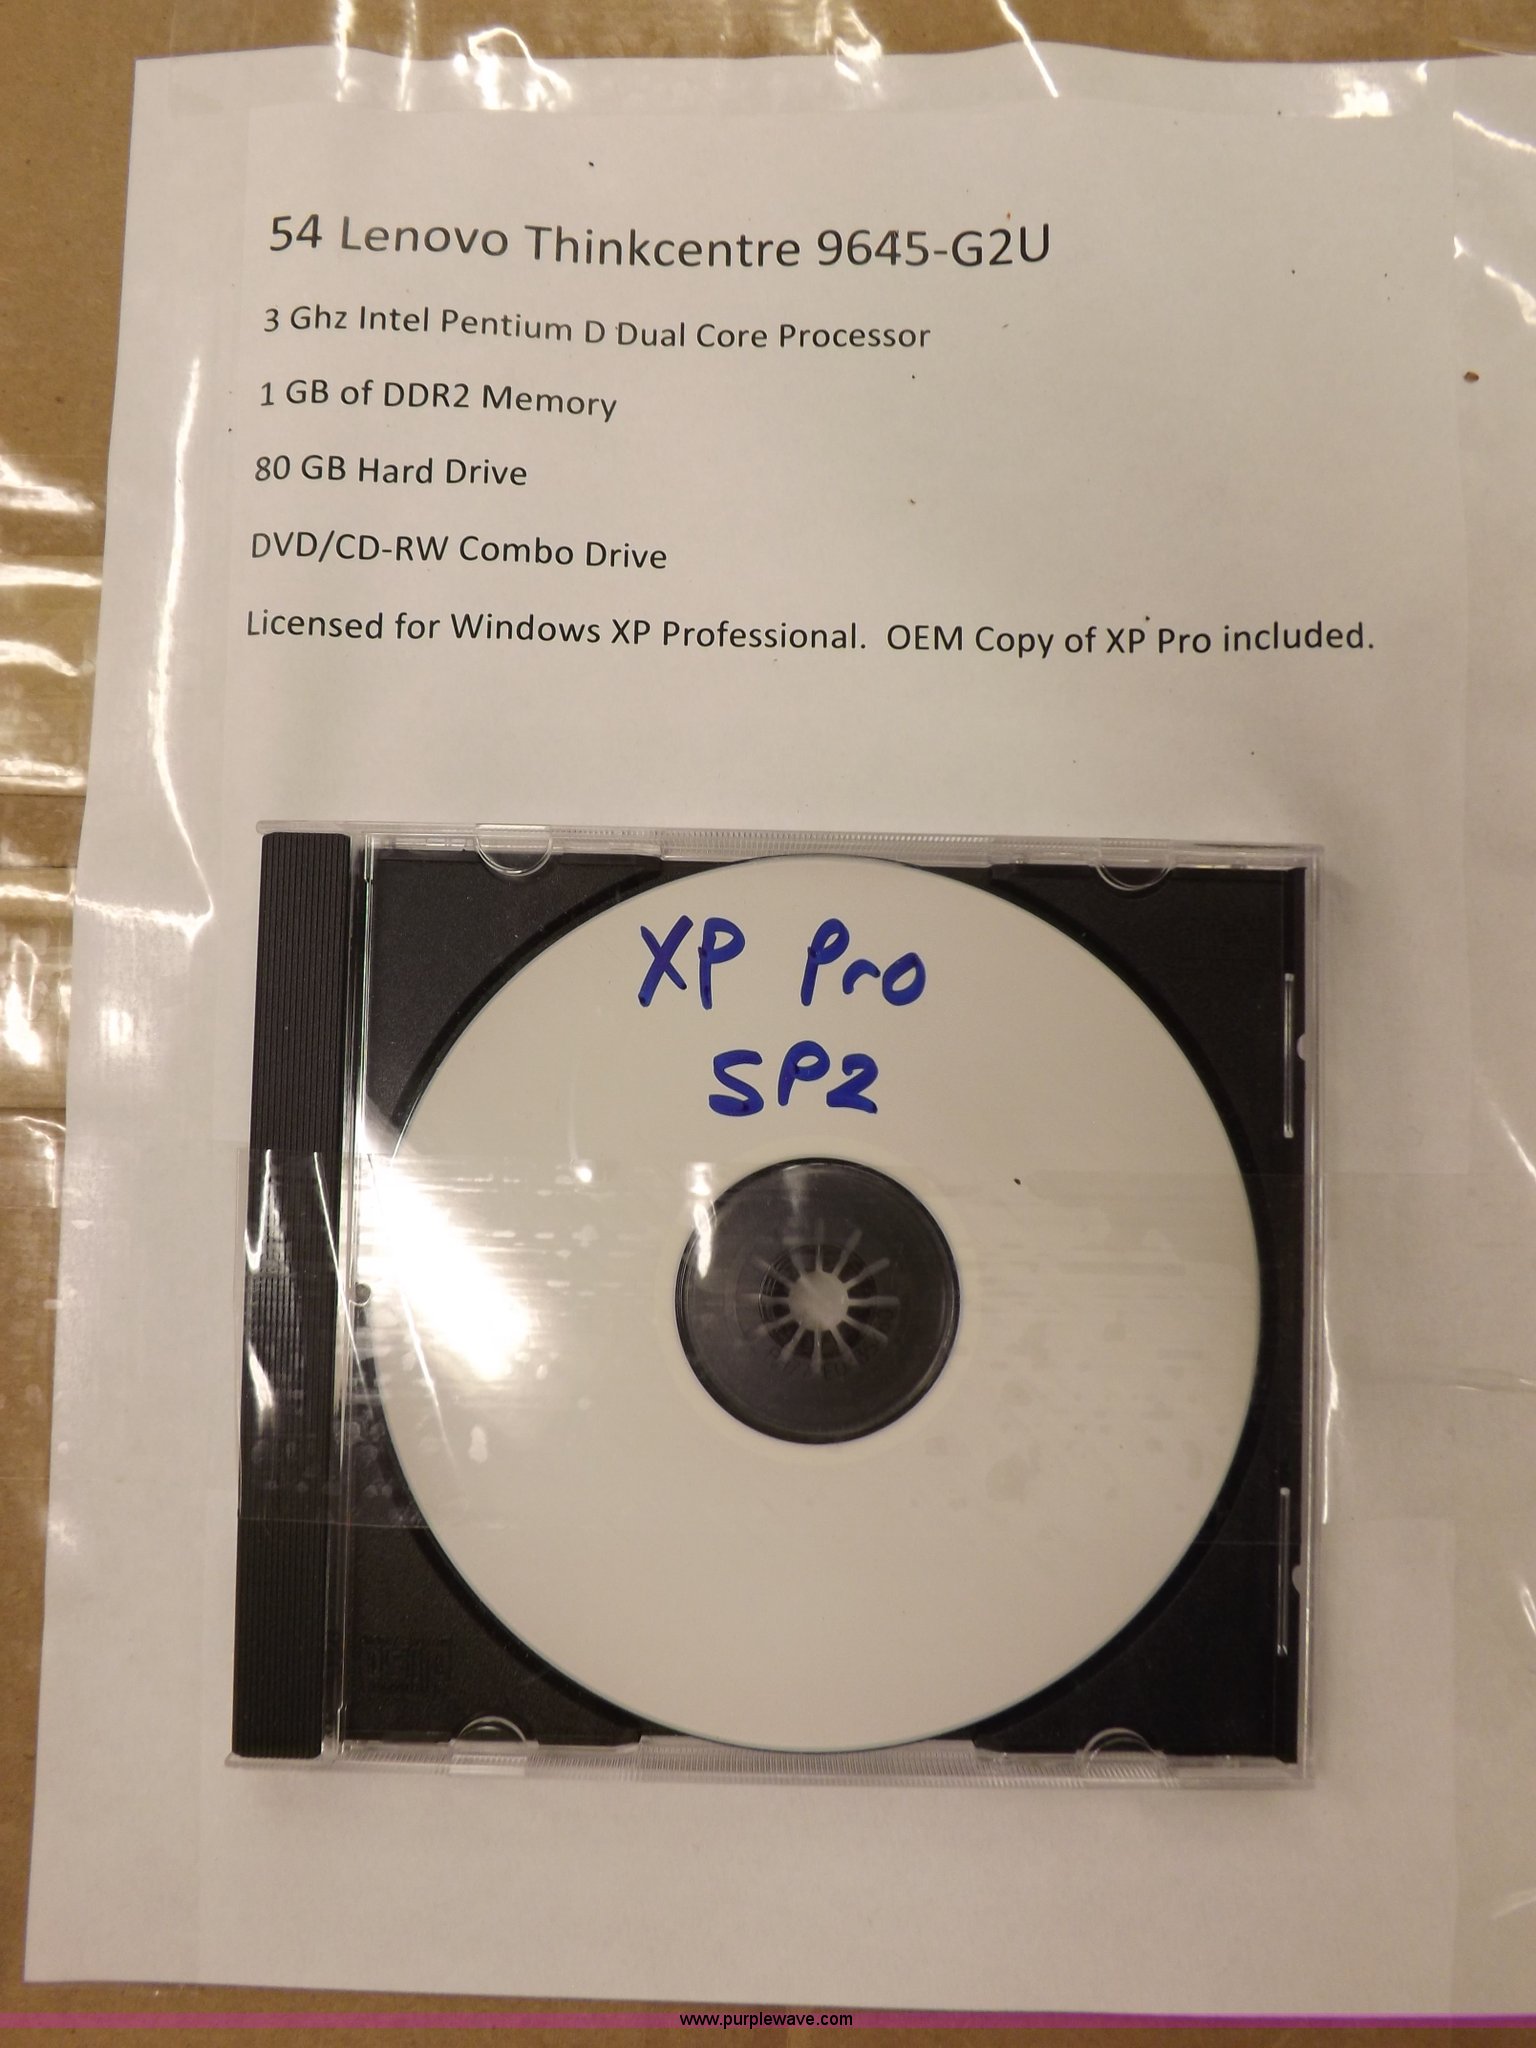 54 Lenovo Thinkcentre 9645-G2U
3 Ghz Intel Pentium D Dual Core Processor
1 GB of DDR2 Memory
80 GB Hard Drive
DVD/CD-RW Combo Drive
Licensed for Windows XP Professional.  OEM Copy of XP Pro included.
XP Pro
SP2
www.purplewave.com